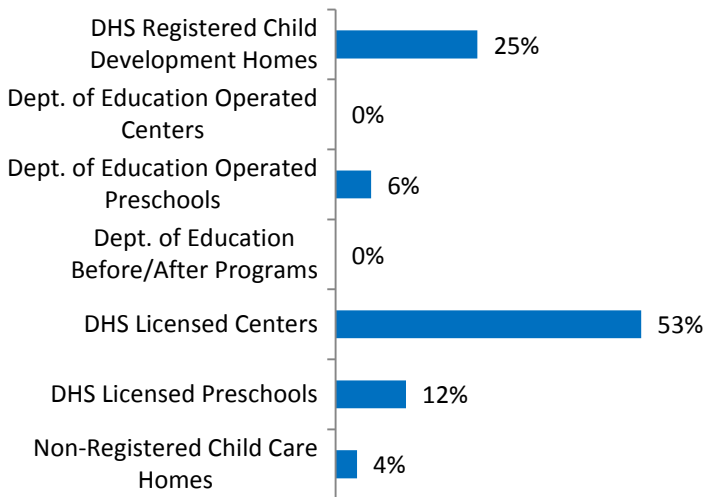 DHS Registered Child
Development Homes
25%
Dept. of Education Operated
Centers
0%
Dept. of Education Operated
Preschools
6%
Dept. of Education
Before/After Programs
0%
DHS Licensed Centers
53%
DHS Licensed Preschools
12%
Non-Registered Child Care
Homes
4%